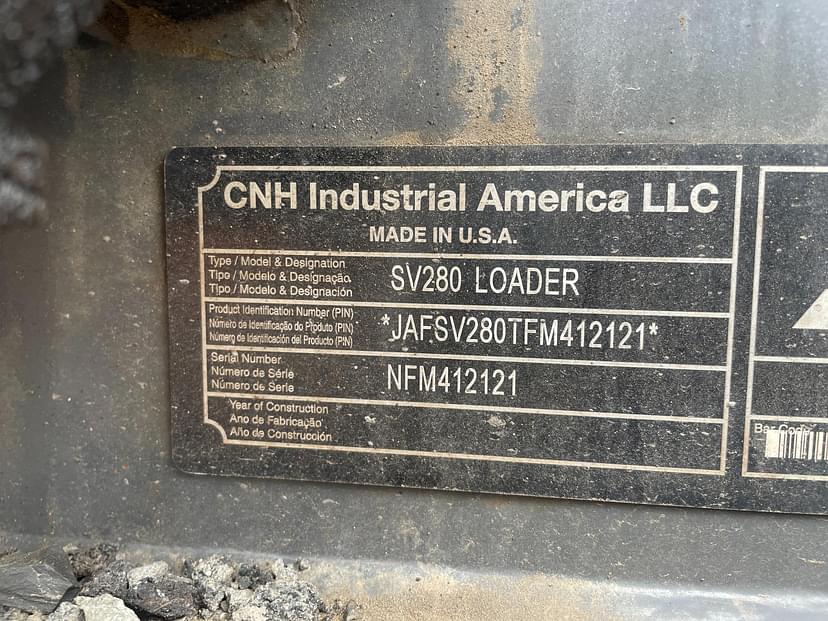 CNH Industrial America LLC
MADE IN U.S.A.
Type / Model & Designation
Tipo / Modelo & Designação
Tipo / Modelo & Designación
SV280 LOADER
Product Identification Number (PIN)
Número de Identificação do Produto (PIN)
Número de Identificación del Producto (PIN)
*JAFSV280TFM412121*
Serial Number
Número de Série
Número de Serie
NFM412121
Year of Construction
Ano de Fabricação
Año de Construcción
Bar Code